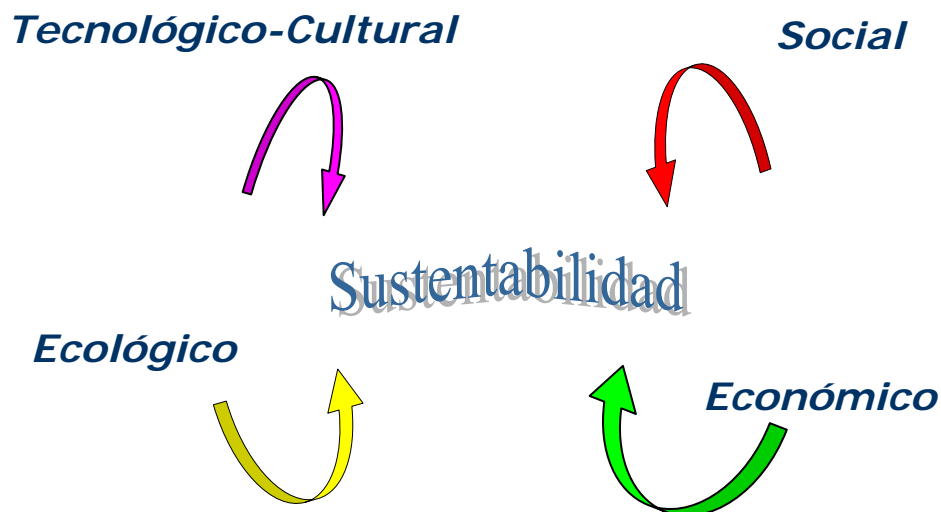 Tecnológico-Cultural
Social
Sustentabilidad
Ecológico
Económico